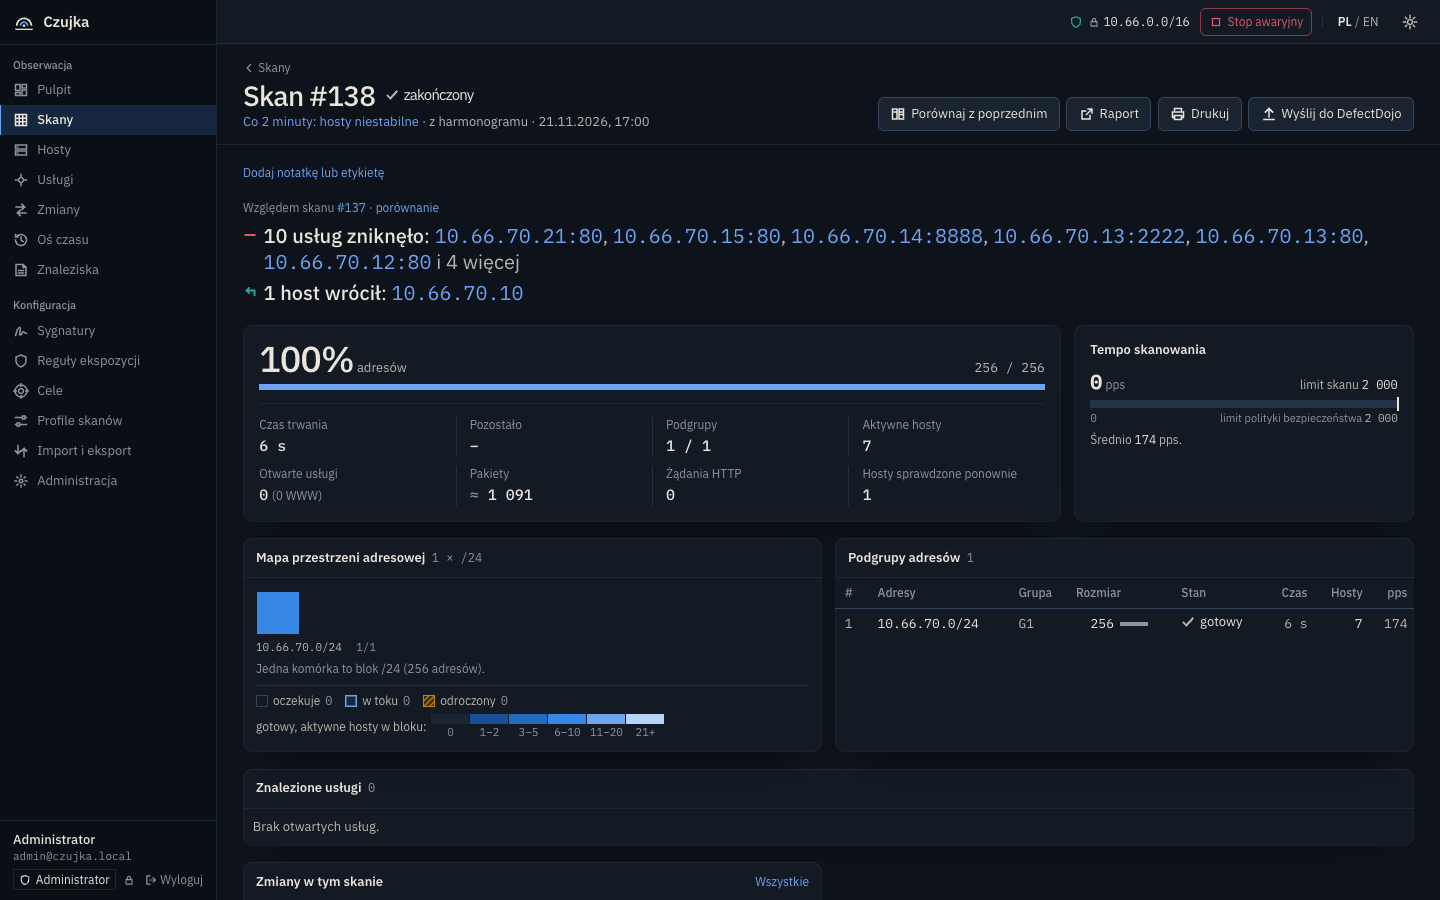 Czujka
10.66.0.0/16
Stop awaryjny
PL / EN
Obserwacja
Pulpit
Skany
Hosty
Usługi
Zmiany
Oś czasu
Znaleziska
Konfiguracja
Sygnatury
Reguły ekspozycji
Cele
Profile skanów
Import i eksport
Administracja
Administrator
admin@czujka.local
Administrator
Wyloguj
Skany
Skan #138 zakończony
Co 2 minuty: hosty niestabilne · z harmonogramu · 21.11.2026, 17:00
Porównaj z poprzednim
Raport
Drukuj
Wyślij do DefectDojo
Dodaj notatkę lub etykietę
Względem skanu #137 · porównanie
10 usług zniknęło: 10.66.70.21:80, 10.66.70.15:80, 10.66.70.14:8888, 10.66.70.13:2222, 10.66.70.13:80,
10.66.70.12:80 i 4 więcej
1 host wrócił: 10.66.70.10
100% adresów
256 / 256
Czas trwania
6 s
Pozostało
–
Podgrupy
1 / 1
Aktywne hosty
7
Otwarte usługi
0 (0 WWW)
Pakiety
≈ 1 091
Żądania HTTP
0
Hosty sprawdzone ponownie
1
Tempo skanowania
0 pps
limit skanu 2 000
0
limit polityki bezpieczeństwa 2 000
Średnio 174 pps.
Mapa przestrzeni adresowej 1 × /24
10.66.70.0/24 1/1
Jedna komórka to blok /24 (256 adresów).
oczekuje 0 w toku 0 odroczony 0
gotowy, aktywne hosty w bloku:
0 1–2 3–5 6–10 11–20 21+
Podgrupy adresów 1
# Adresy Grupa Rozmiar Stan Czas Hosty pps
1 10.66.70.0/24 G1 256 gotowy 6 s 7 174
Znalezione usługi 0
Brak otwartych usług.
Zmiany w tym skanie
Wszystkie